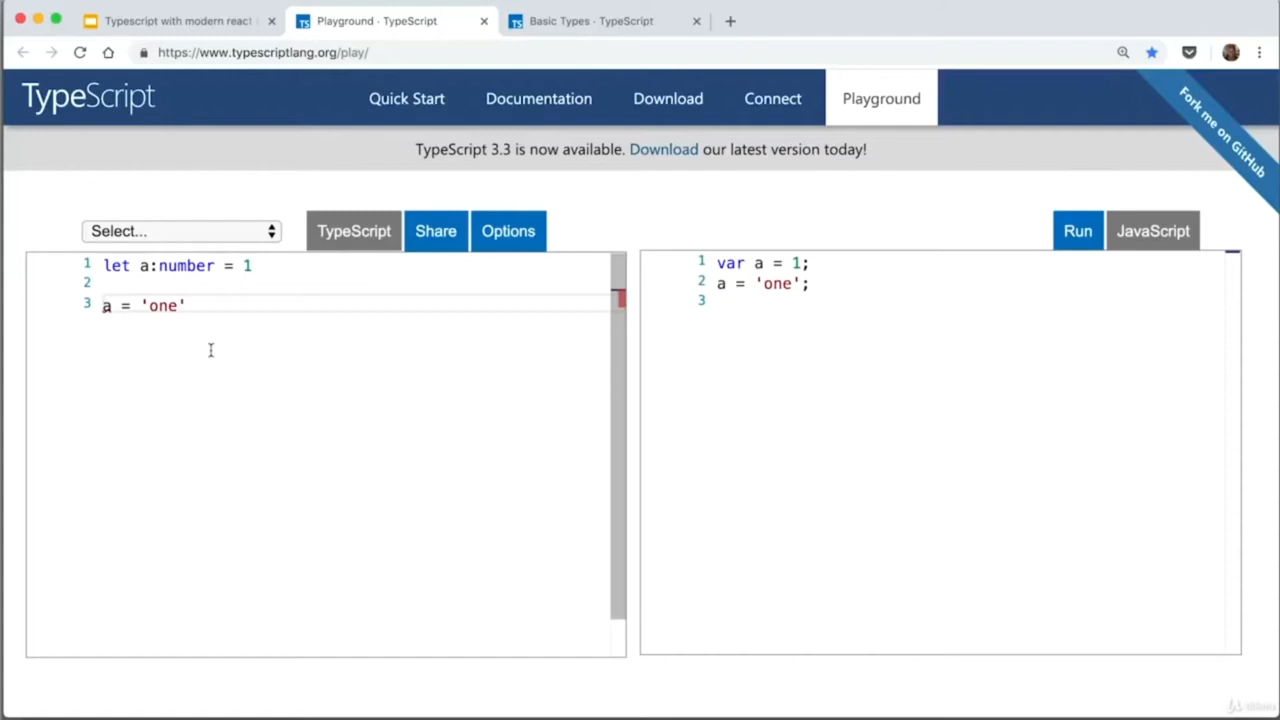 Typescript with modern react
Playground · TypeScript
Basic Types · TypeScript
https://www.typescriptlang.org/play/
TypeScript
Quick Start
Documentation
Download
Connect
Playground
Fork me on GitHub
TypeScript 3.3 is now available. Download our latest version today!
Select...
TypeScript
Share
Options
Run
JavaScript
1 let a:number = 1
2
3 a = 'one'
1 var a = 1;
2 a = 'one';
3